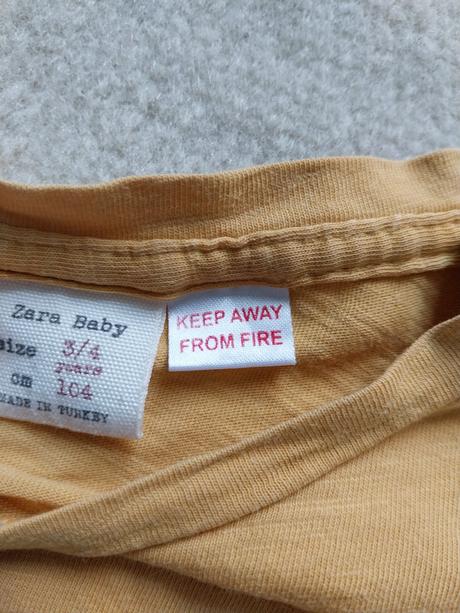 Zara Baby
size 3/4
years
cm 104
MADE IN TURKEY
KEEP AWAY
FROM FIRE